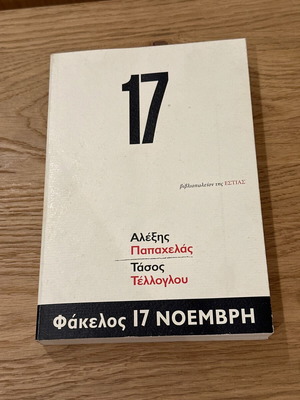 17
βιβλιοπωλείον της ΕΣΤΙΑΣ
Αλέξης
Παπαχελάς
Τάσος
Τέλλογλου
Φάκελος 17 ΝΟΕΜΒΡΗ